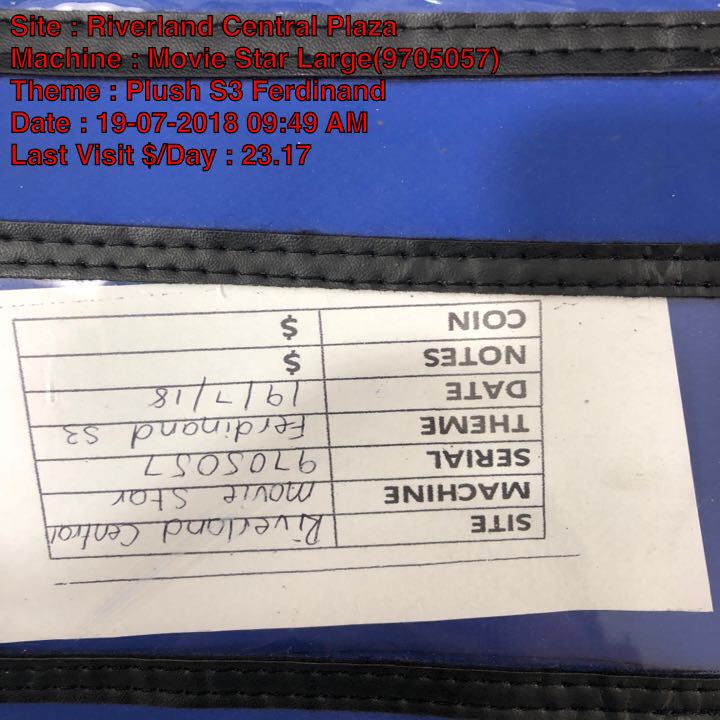 Site : Riverland Central Plaza
Machine : Movie Star Large(9705057)
Theme : Plush S3 Ferdinand
Date : 19-07-2018 09:49 AM
Last Visit $/Day : 23.17
SITE Riverland Central
MACHINE movie Star
SERIAL 9705057
THEME Ferdinand S3
DATE 19/7/18
NOTES $
COIN $